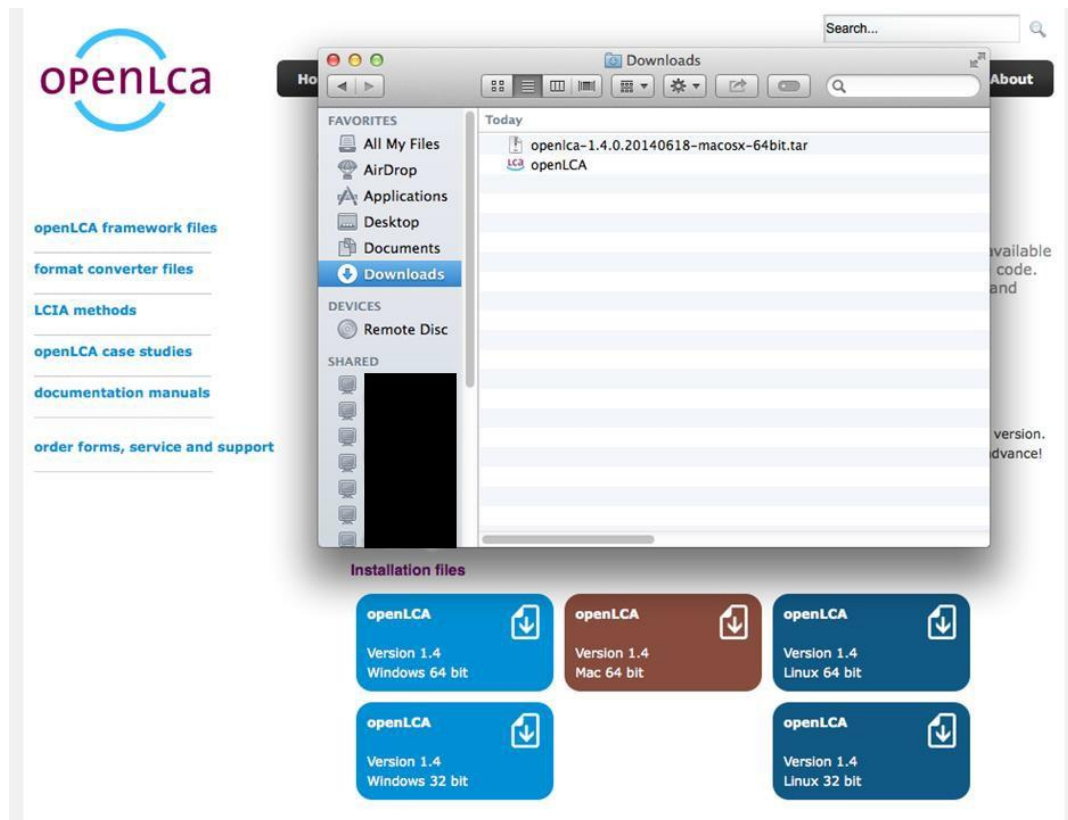 Search...
openLCA
Ho
Downloads
About
FAVORITES
All My Files
AirDrop
Applications
Desktop
Documents
Downloads
DEVICES
Remote Disc
SHARED
Today
openlca-1.4.0.20140618-macosx-64bit.tar
LCA openLCA
openLCA framework files
format converter files
LCIA methods
openLCA case studies
documentation manuals
order forms, service and support
available
code.
and
version.
dvance!
Installation files
openLCA
Version 1.4
Windows 64 bit
openLCA
Version 1.4
Mac 64 bit
openLCA
Version 1.4
Linux 64 bit
openLCA
Version 1.4
Windows 32 bit
openLCA
Version 1.4
Linux 32 bit